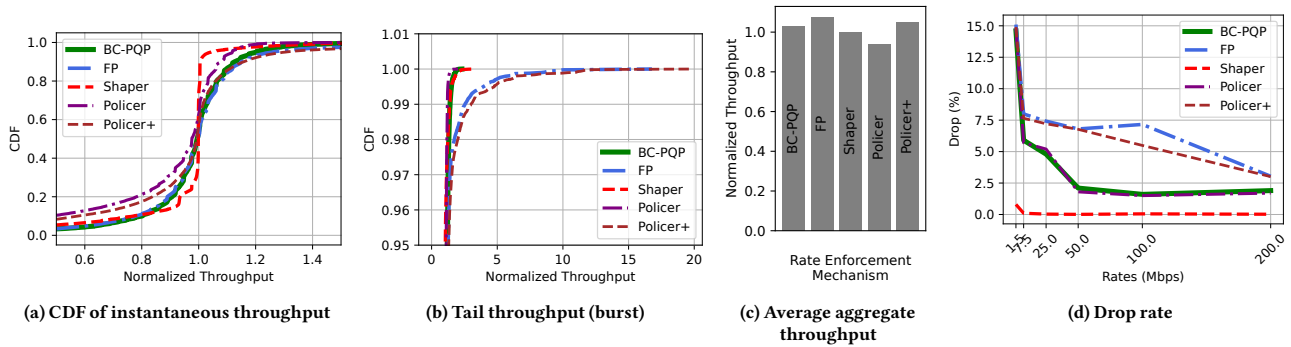 1.0
0.8
0.6
0.4
0.2
0.0
CDF
BC-PQP
FP
Shaper
Policer
Policer+
0.6 0.8 1.0 1.2 1.4
Normalized Throughput
(a) CDF of instantaneous throughput
1.01
1.00
0.99
0.98
0.97
0.96
0.95
CDF
BC-PQP
FP
Shaper
Policer
Policer+
0 5 10 15 20
Normalized Throughput
(b) Tail throughput (burst)
1.0
0.8
0.6
0.4
0.2
0.0
Normalized Throughput
BC-PQP
FP
Shaper
Policer
Policer+
Rate Enforcement
Mechanism
(c) Average aggregate
throughput
15.0
12.5
10.0
7.5
5.0
2.5
0.0
Drop (%)
BC-PQP
FP
Shaper
Policer
Policer+
25.0 50.0 100.0 200.0
Rates (Mbps)
(d) Drop rate